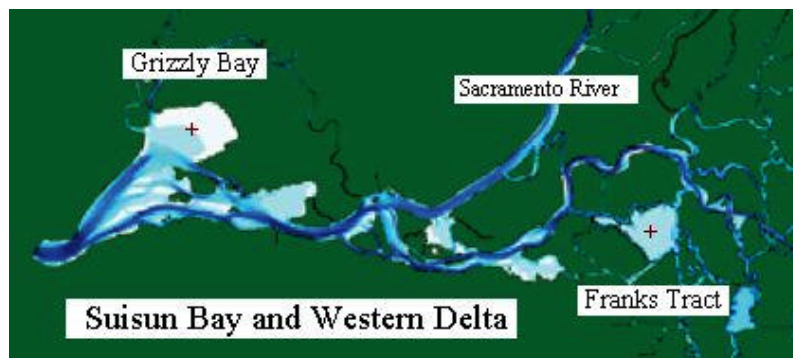 Grizzly Bay
Sacramento River
Franks Tract
Suisun Bay and Western Delta